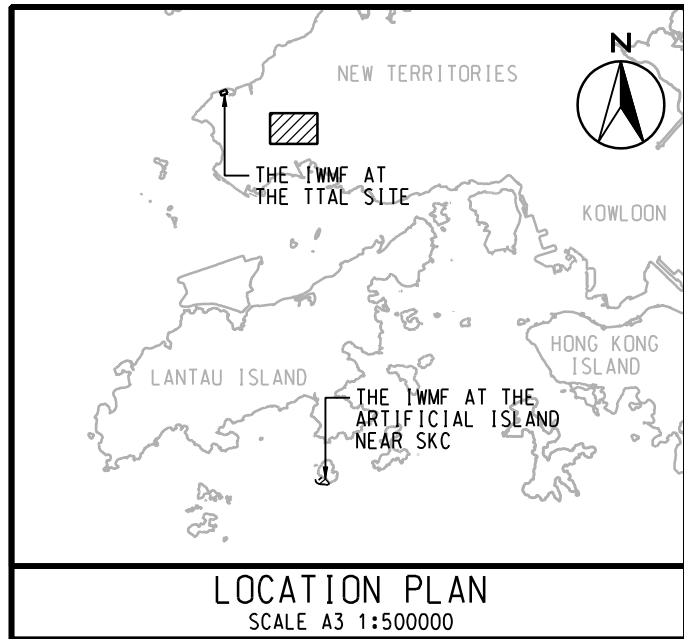 N
NEW TERRITORIES
THE IWMF AT
THE TTAL SITE
KOWLOON
HONG KONG
ISLAND
LANTAU ISLAND
THE IWMF AT THE
ARTIFICIAL ISLAND
NEAR SKC
LOCATION PLAN
SCALE A3 1:500000